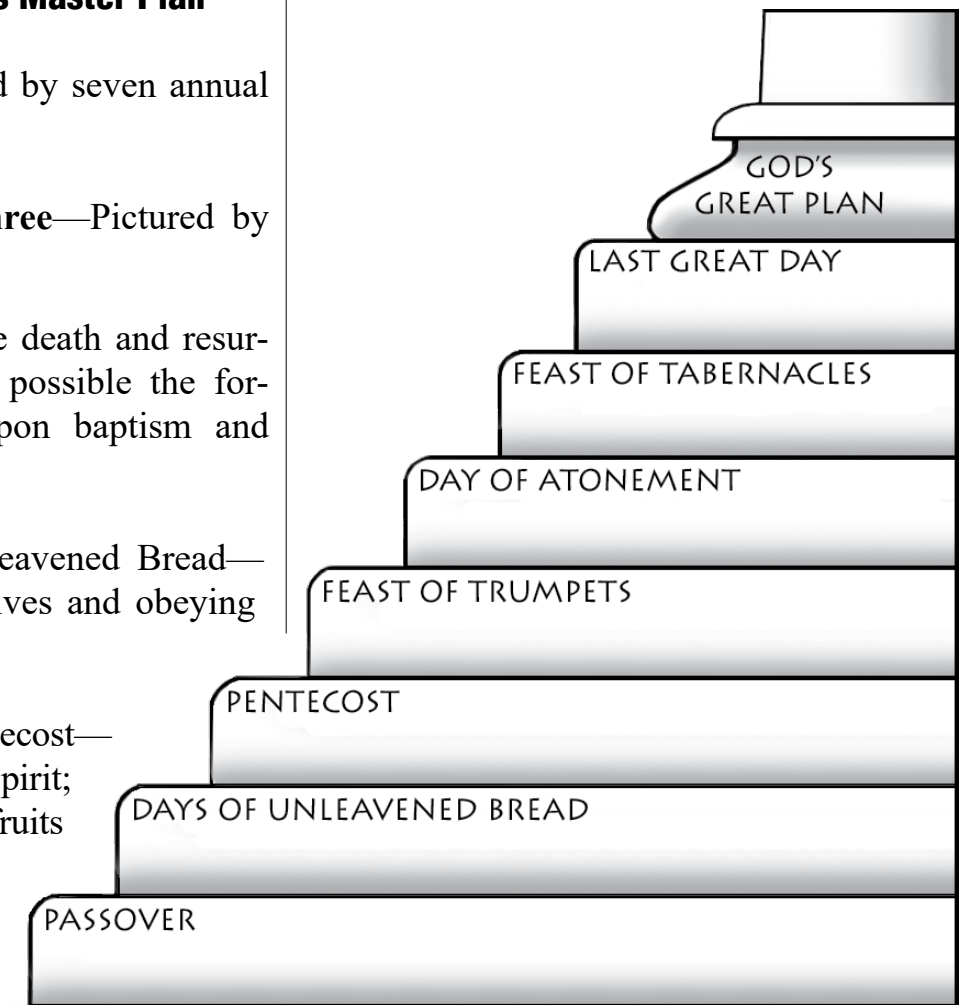 s Master Plan
d by seven annual
hree—Pictured by
e death and resur-
possible the for-
pon baptism and
eavened Bread—
lves and obeying
ecost—
pirit;
fruits
GOD'S
GREAT PLAN
LAST GREAT DAY
FEAST OF TABERNACLES
DAY OF ATONEMENT
FEAST OF TRUMPETS
PENTECOST
DAYS OF UNLEAVENED BREAD
PASSOVER